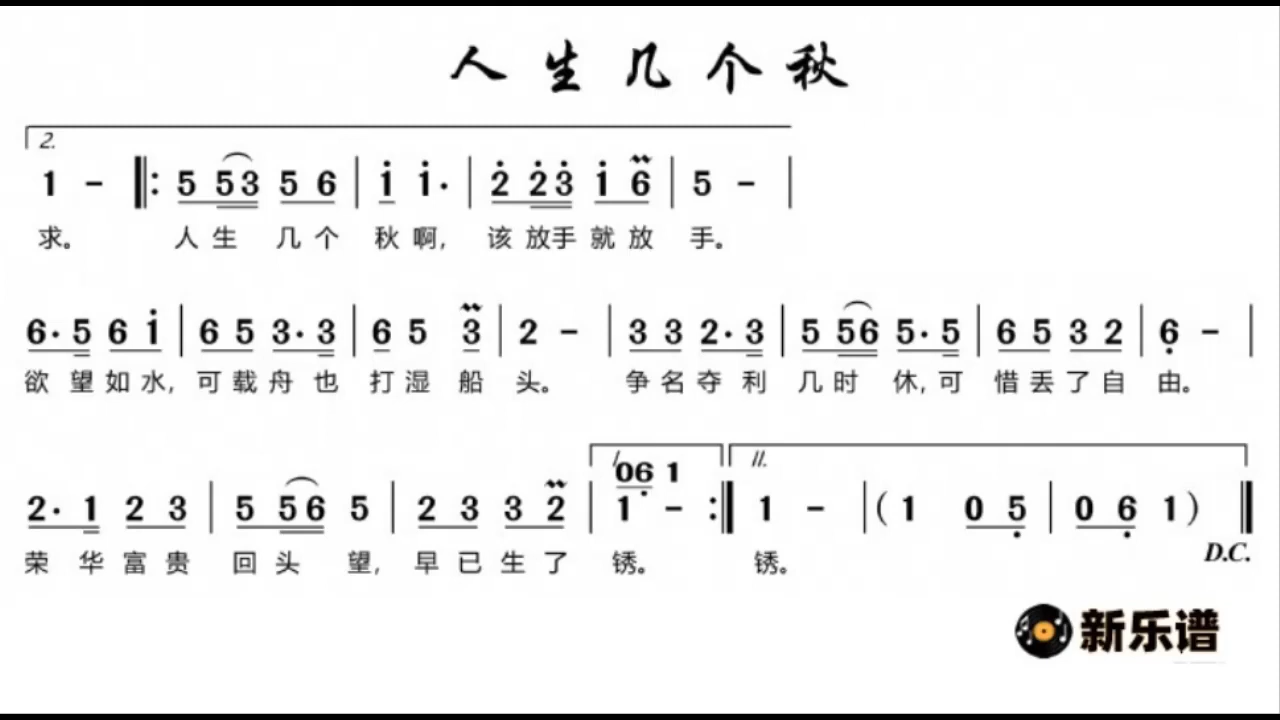 人生几个秋
2.
1 - ‖: 5 53 5 6 | i i· | 2̇ 2̇3̇ i 6 | 5 - |
求。 人生 几个 秋啊, 该放手就放 手。
6· 5 6 i | 6 5 3· 3 | 6 5 3 | 2 - | 3 3 2· 3 | 5 56 5· 5 | 6 5 3 2 | 6̣ - |
欲望如水, 可载舟也 打湿船 头。 争名夺利 几时休, 可惜丢了自 由。
I. II.
06̣ 1
2· 1 2 3 | 5 56 5 | 2 3 3 2 | 1 - :‖ 1 - | (1 0 5̣ | 0 6̣ 1) ‖
荣华富贵 回头望, 早已生了 锈。 锈。
D.C.
新乐谱